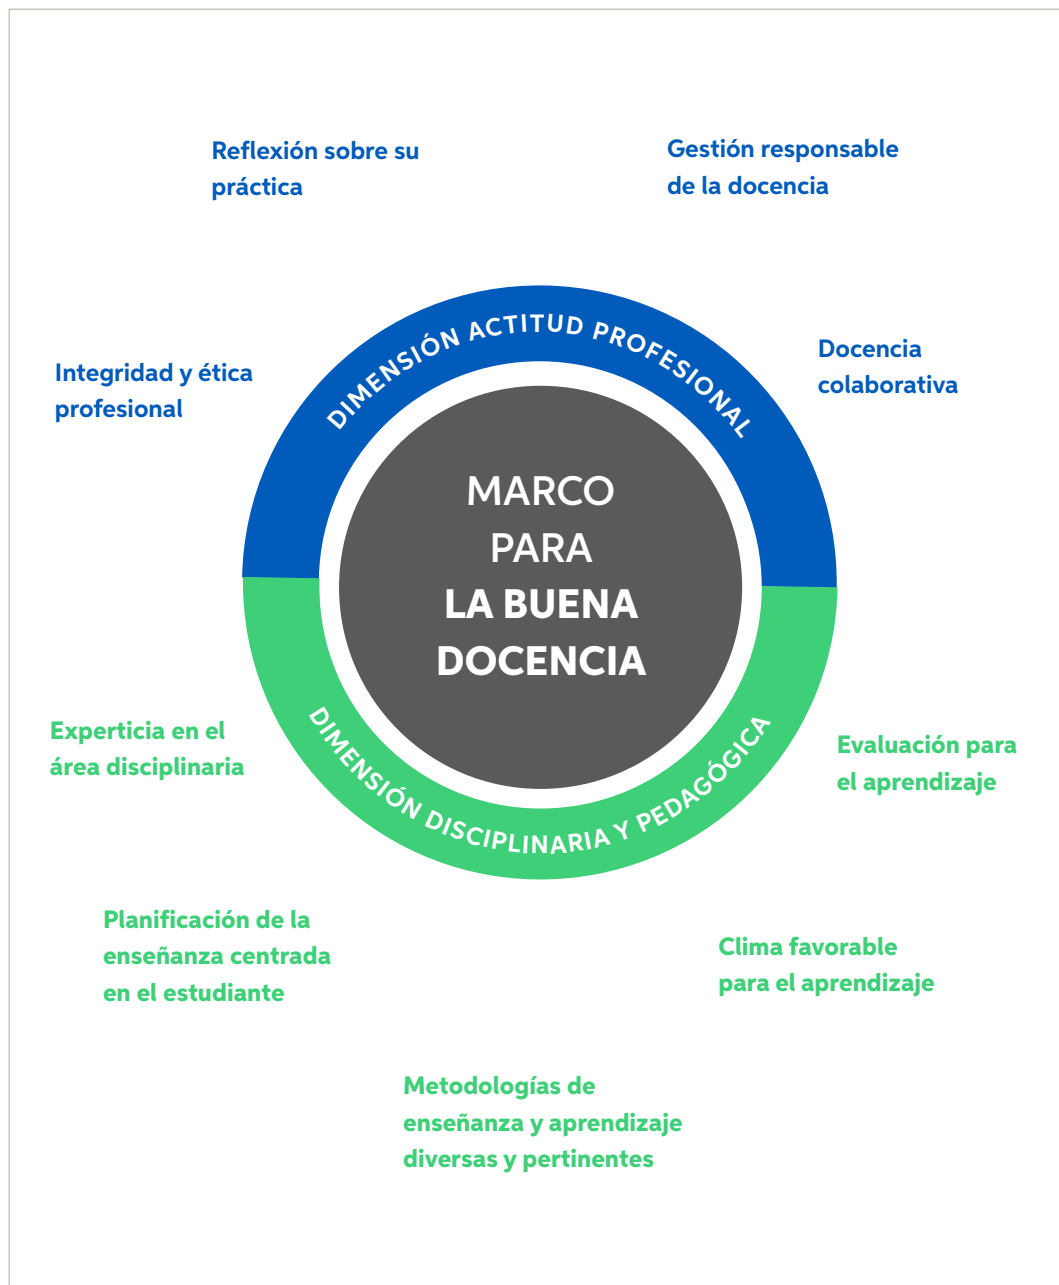 Reflexión sobre su
práctica
Gestión responsable
de la docencia
Integridad y ética
profesional
Docencia
colaborativa
DIMENSIÓN ACTITUD PROFESIONAL
MARCO
PARA
LA BUENA
DOCENCIA
DIMENSIÓN DISCIPLINARIA Y PEDAGÓGICA
Experticia en el
área disciplinaria
Evaluación para
el aprendizaje
Planificación de la
enseñanza centrada
en el estudiante
Clima favorable
para el aprendizaje
Metodologías de
enseñanza y aprendizaje
diversas y pertinentes